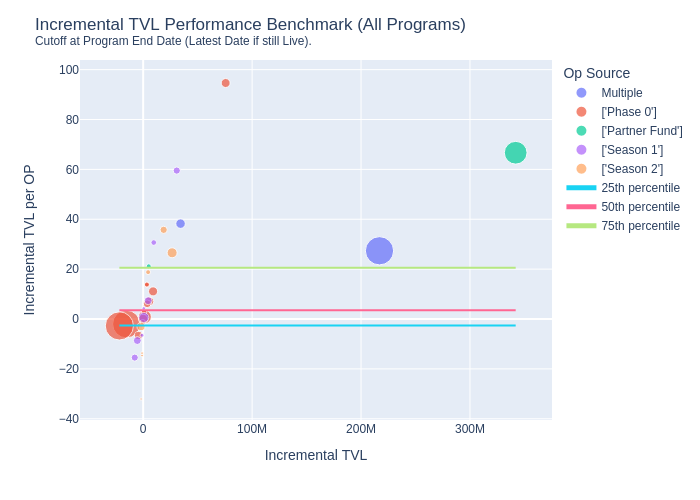 Incremental TVL Performance Benchmark (All Programs)
Cutoff at Program End Date (Latest Date if still Live).
Incremental TVL per OP
100
80
60
40
20
0
−20
−40
0
100M
200M
300M
Incremental TVL
Op Source
Multiple
['Phase 0']
['Partner Fund']
['Season 1']
['Season 2']
25th percentile
50th percentile
75th percentile